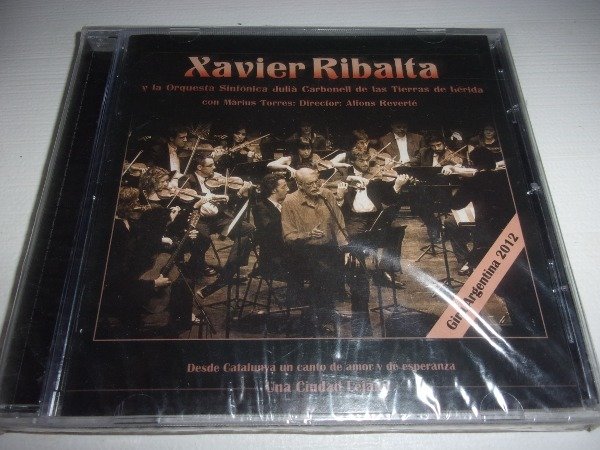 Xavier Ribalta
y la Orquesta Sinfónica Julià Carbonell de las Tierras de Lérida
con Màrius Torres: Director: Alfons Reverté
Gira Argentina 2012
Desde Catalunya un canto de amor y de esperanza
Una Ciudad